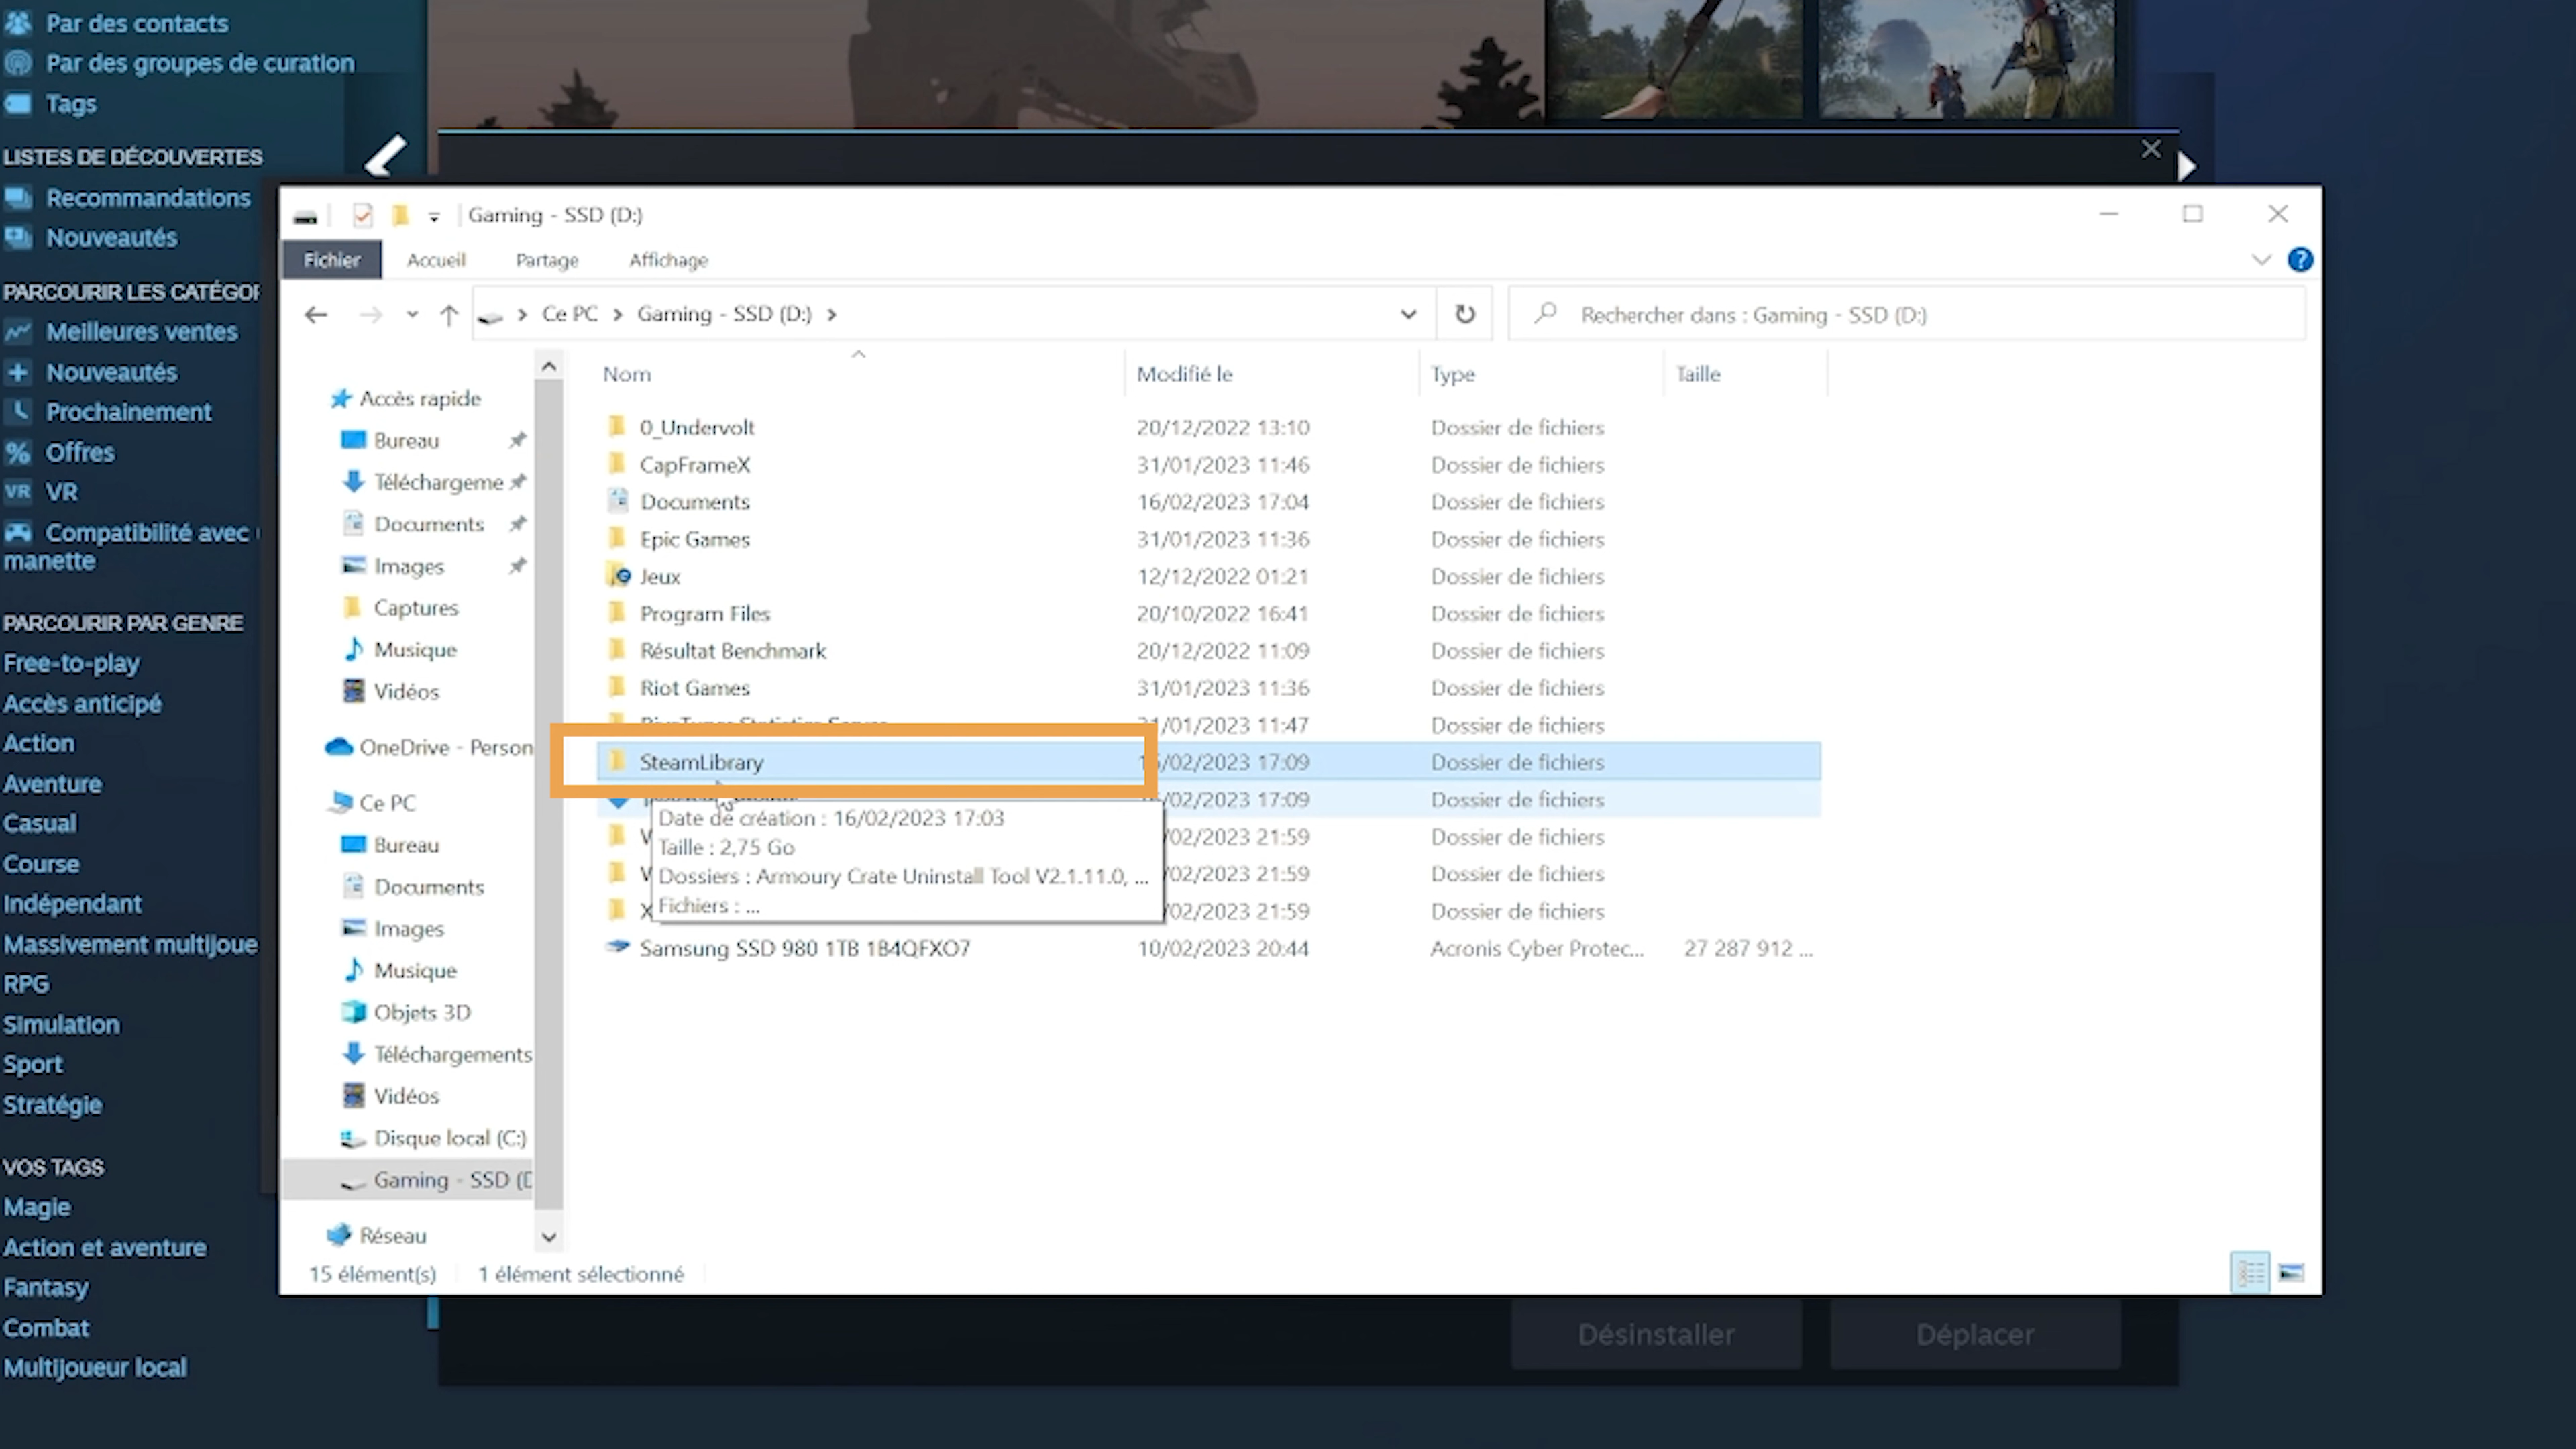 Par des contacts
Par des groupes de curation
Tags
LISTES DE DÉCOUVERTES
Recommandations
Nouveautés
PARCOURIR LES CATÉGOR
Meilleures ventes
Nouveautés
Prochainement
Offres
VR VR
Compatibilité avec
manette
PARCOURIR PAR GENRE
Free-to-play
Accès anticipé
Action
Aventure
Casual
Course
Indépendant
Massivement multijoue
RPG
Simulation
Sport
Stratégie
VOS TAGS
Magie
Action et aventure
Fantasy
Combat
Multijoueur local
Gaming - SSD (D:)
Fichier Accueil Partage Affichage
Ce PC > Gaming - SSD (D:) >
Rechercher dans : Gaming - SSD (D:)
Accès rapide
Bureau
Téléchargeme
Documents
Images
Captures
Musique
Vidéos
OneDrive - Person
Ce PC
Bureau
Documents
Images
Musique
Objets 3D
Téléchargements
Vidéos
Disque local (C:)
Gaming - SSD (D
Réseau
Nom Modifié le Type Taille
0_Undervolt 20/12/2022 13:10 Dossier de fichiers
CapFrameX 31/01/2023 11:46 Dossier de fichiers
Documents 16/02/2023 17:04 Dossier de fichiers
Epic Games 31/01/2023 11:36 Dossier de fichiers
Jeux 12/12/2022 01:21 Dossier de fichiers
Program Files 20/10/2022 16:41 Dossier de fichiers
Résultat Benchmark 20/12/2022 11:09 Dossier de fichiers
Riot Games 31/01/2023 11:36 Dossier de fichiers
/01/2023 11:47 Dossier de fichiers
SteamLibrary /02/2023 17:09 Dossier de fichiers
/02/2023 17:09 Dossier de fichiers
/02/2023 21:59 Dossier de fichiers
/02/2023 21:59 Dossier de fichiers
X /02/2023 21:59 Dossier de fichiers
Date de création : 16/02/2023 17:03
Taille : 2,75 Go
Dossiers : Armoury Crate Uninstall Tool V2.1.11.0, ...
Fichiers : ...
Samsung SSD 980 1TB 1B4QFXO7 10/02/2023 20:44 Acronis Cyber Protec... 27 287 912 ...
15 élément(s) 1 élément sélectionné
Désinstaller Déplacer